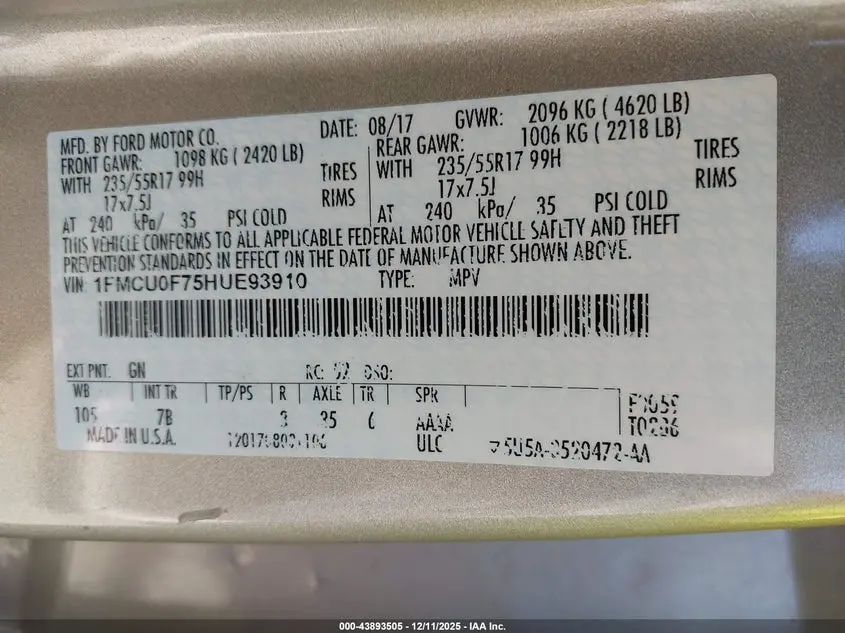 MFD. BY FORD MOTOR CO. DATE: 08/17 GVWR: 2096 KG ( 4620 LB)
FRONT GAWR: 1098 KG ( 2420 LB) REAR GAWR: 1006 KG ( 2218 LB)
WITH 235/55R17 99H TIRES WITH 235/55R17 99H TIRES
17x7.5J RIMS 17x7.5J RIMS
AT 240 kPa/ 35 PSI COLD AT 240 kPa/ 35 PSI COLD
THIS VEHICLE CONFORMS TO ALL APPLICABLE FEDERAL MOTOR VEHICLE SAFETY AND THEFT
PREVENTION STANDARDS IN EFFECT ON THE DATE OF MANUFACTURE SHOWN ABOVE.
VIN: 1FMCU0F75HUE93910 TYPE: MPV
EXT PNT: GN RC: 52 DSO:
WB INT TR TP/PS R AXLE TR SPR
105 7B 3 35 6 AAAA
MADE IN U.S.A. ULC
000-43893505 - 12/11/2025 - IAA Inc.